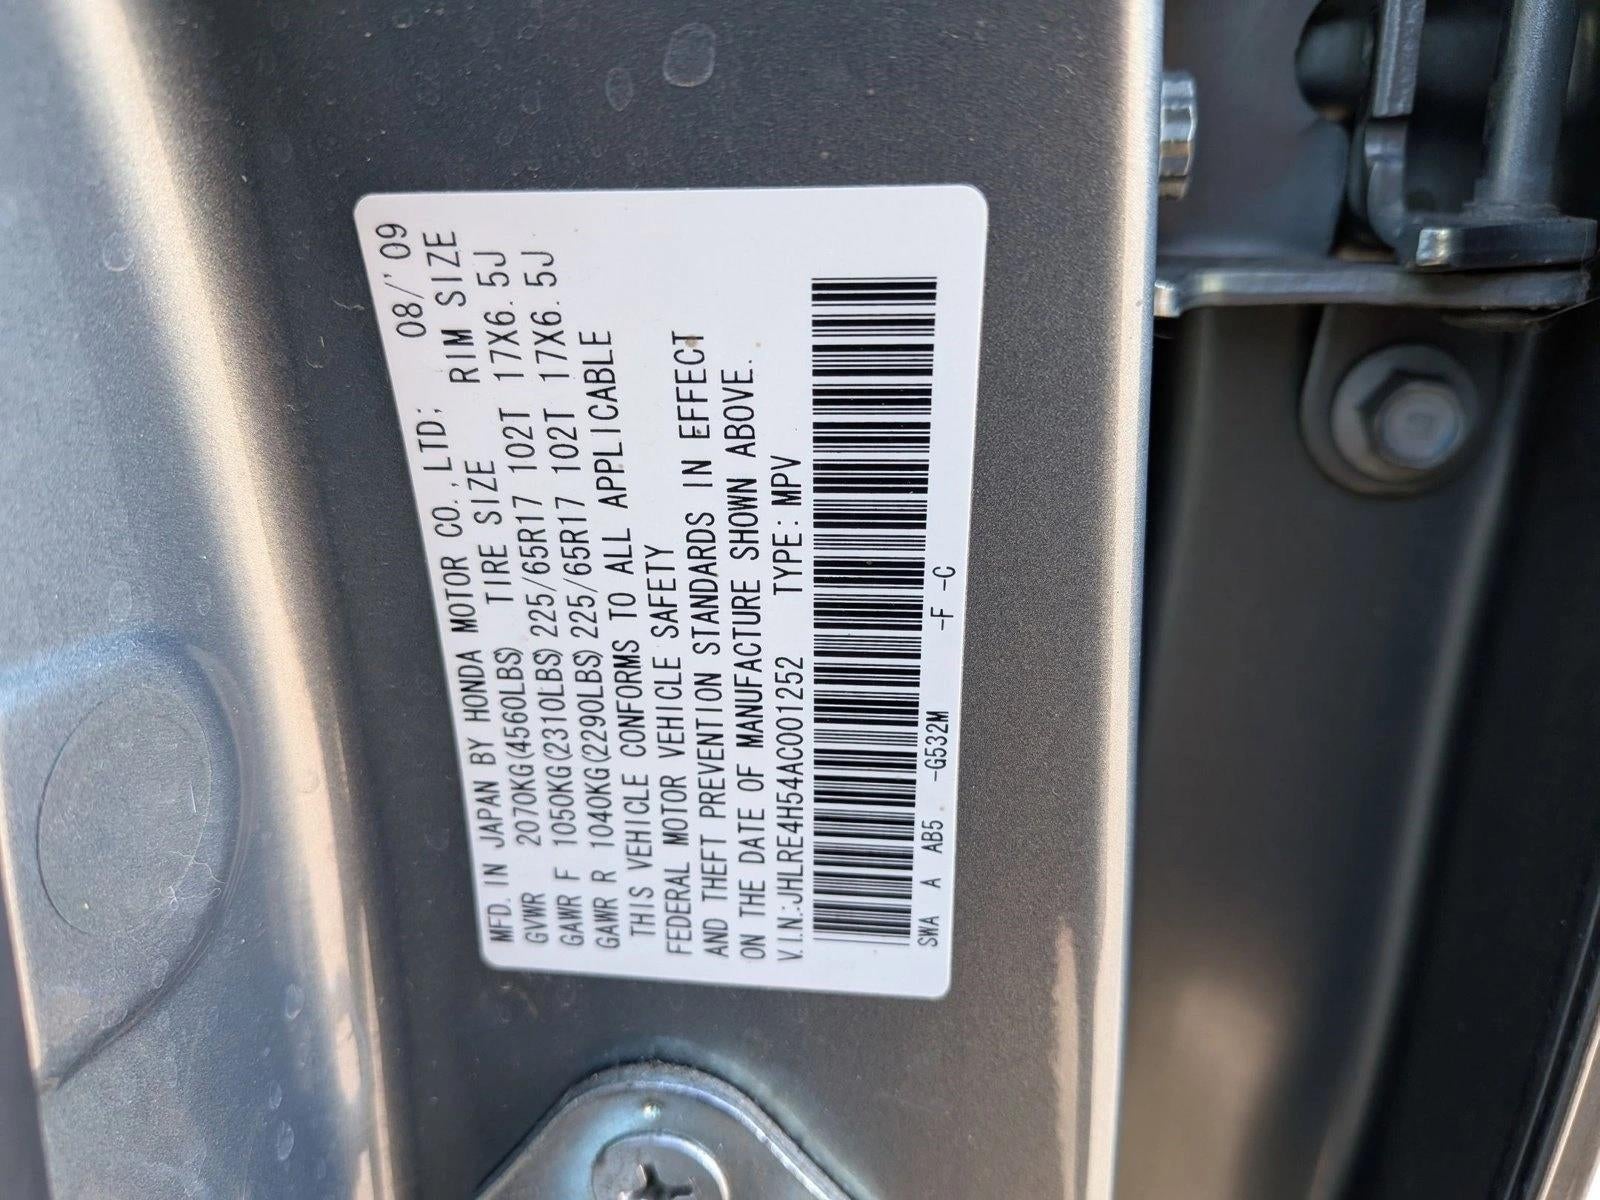 MFD. IN JAPAN BY HONDA MOTOR CO., LTD. 08/'09
GVWR 2070KG(4560LBS) TIRE SIZE RIM SIZE
GAWR F 1050KG(2310LBS) 225/65R17 102T 17X6.5J
GAWR R 1040KG(2290LBS) 225/65R17 102T 17X6.5J
THIS VEHICLE CONFORMS TO ALL APPLICABLE
FEDERAL MOTOR VEHICLE SAFETY
AND THEFT PREVENTION STANDARDS IN EFFECT
ON THE DATE OF MANUFACTURE SHOWN ABOVE.
V.I.N.:JHLRE4H54AC001252 TYPE:MPV
SWA A AB5 -G532M -F -C